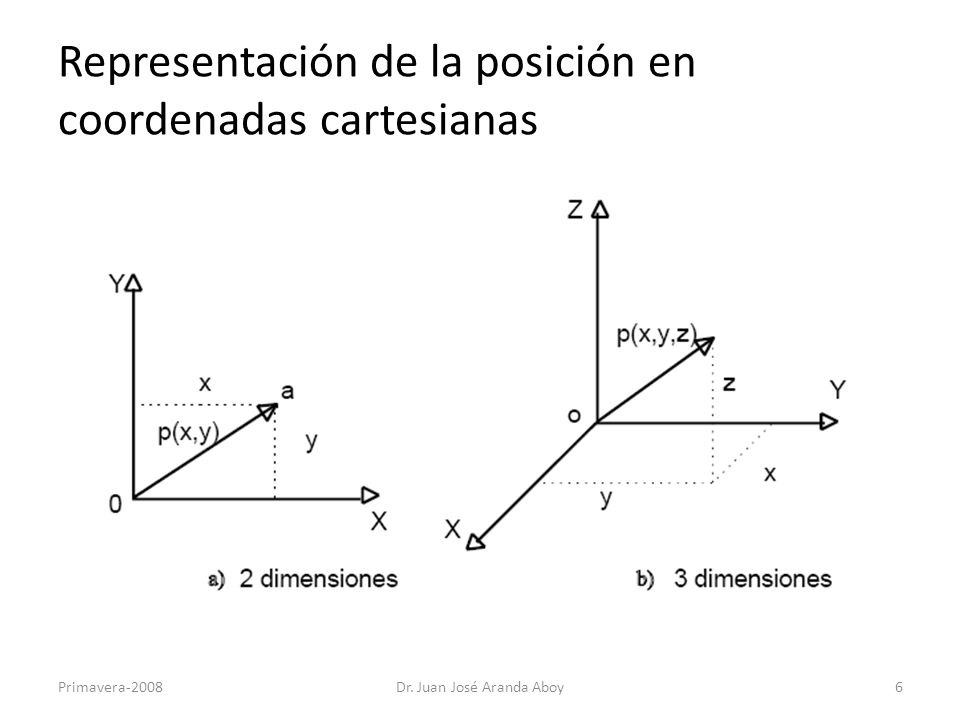 Representación de la posición en
coordenadas cartesianas
Y
x
a
p(x,y)
y
0
X
a) 2 dimensiones
Z
p(x,y,z)
z
Y
o
x
y
X
b) 3 dimensiones
Primavera-2008
Dr. Juan José Aranda Aboy
6